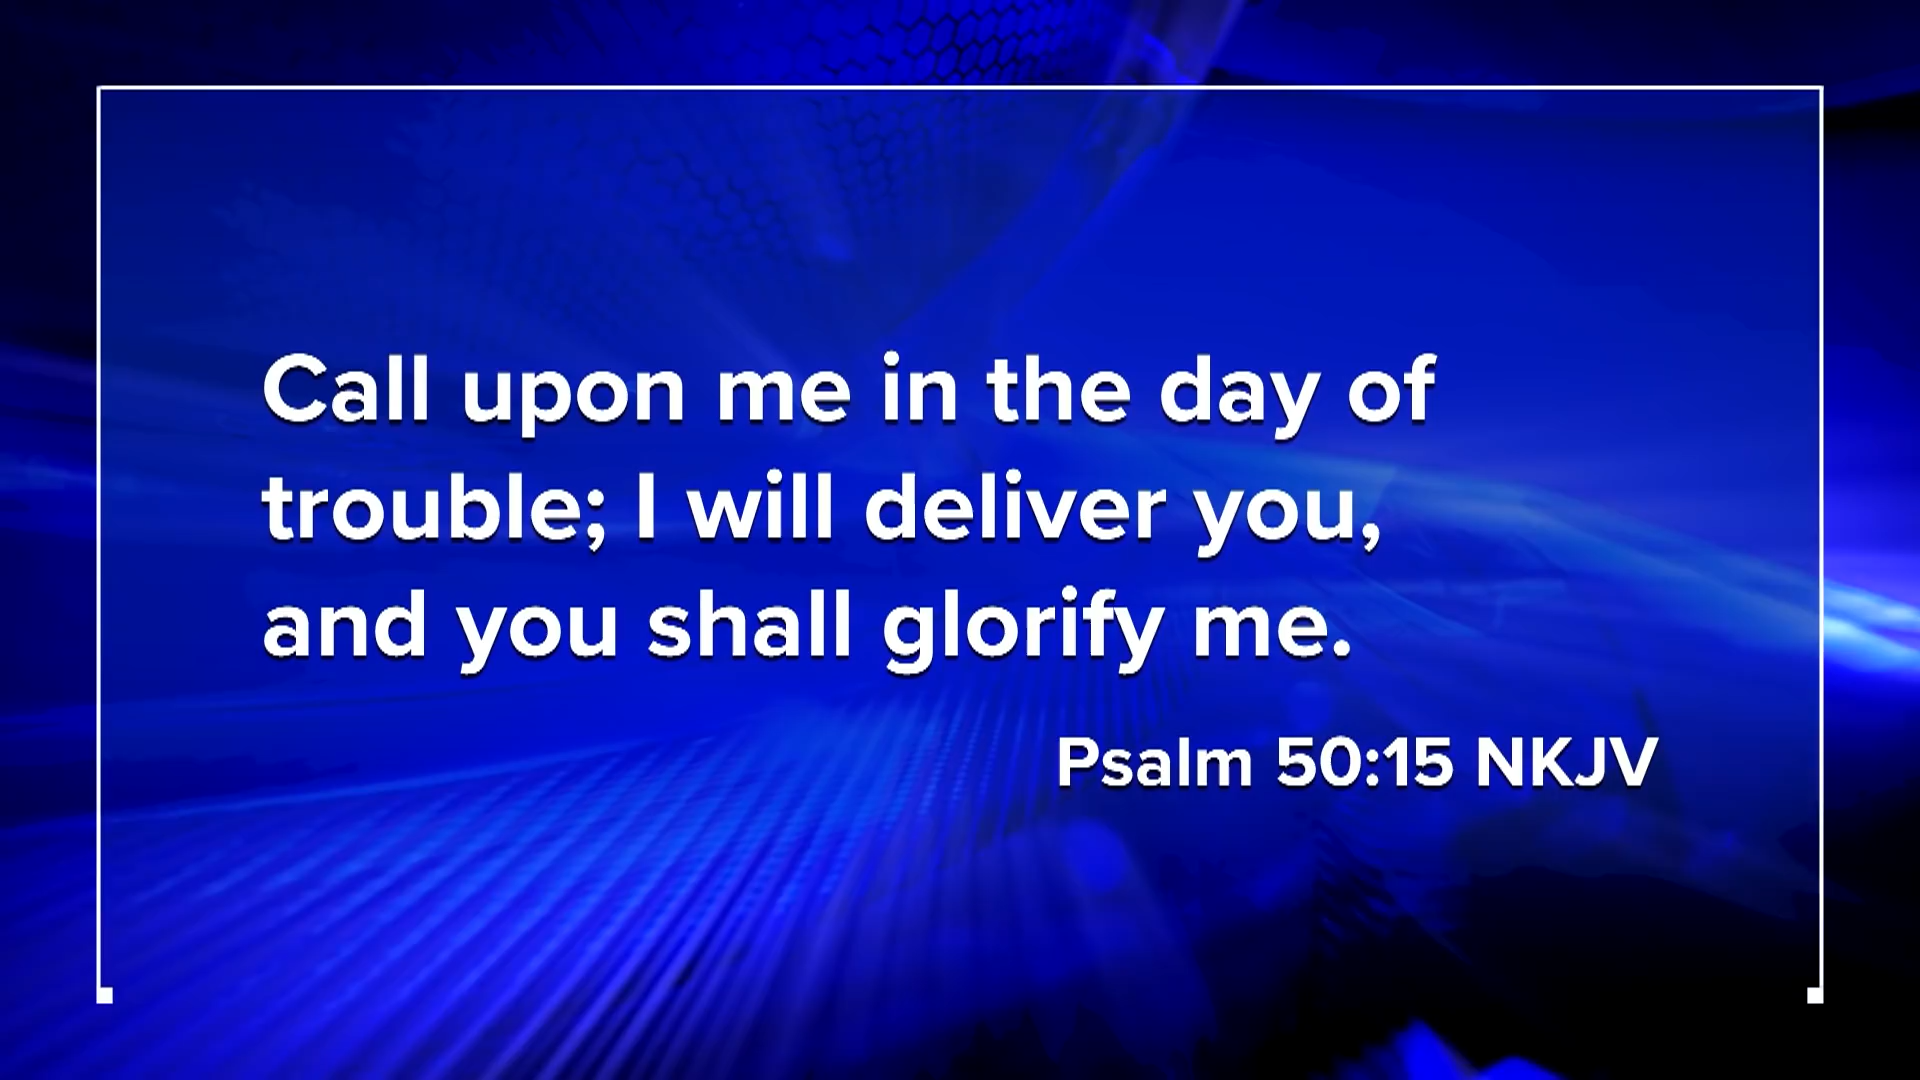 Call upon me in the day of
trouble; I will deliver you,
and you shall glorify me.
Psalm 50:15 NKJV